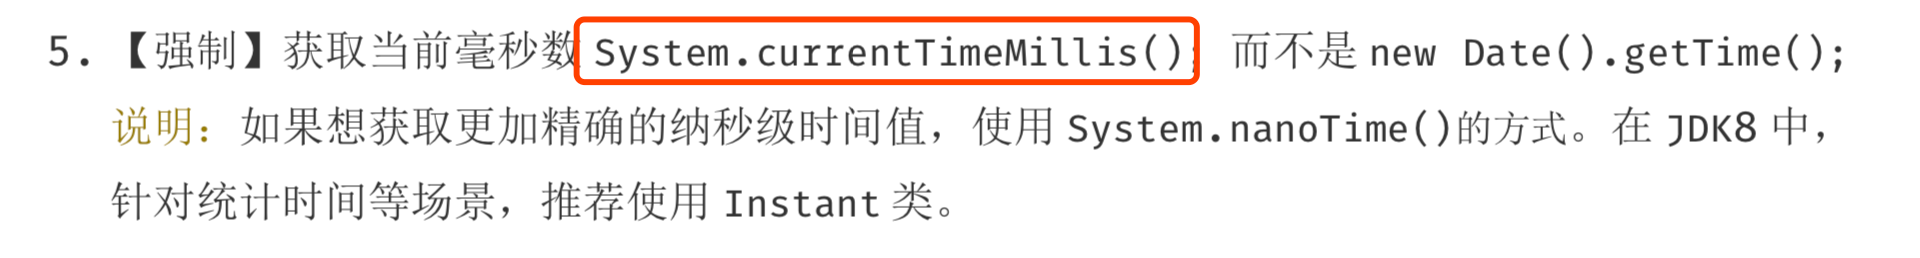 5. 【强制】获取当前毫秒数 System.currentTimeMillis(); 而不是 new Date().getTime();
说明：如果想获取更加精确的纳秒级时间值，使用 System.nanoTime()的方式。在 JDK8 中，
针对统计时间等场景，推荐使用 Instant 类。